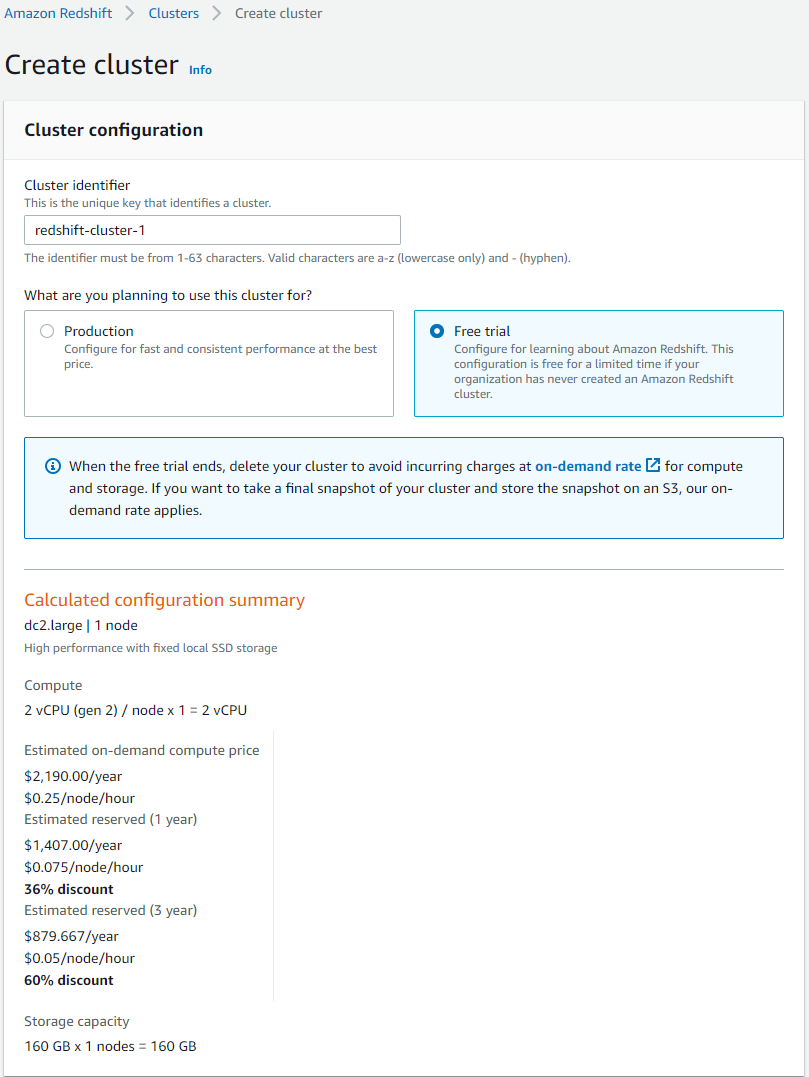 Amazon Redshift > Clusters > Create cluster
Create cluster Info
Cluster configuration
Cluster identifier
This is the unique key that identifies a cluster.
redshift-cluster-1
The identifier must be from 1-63 characters. Valid characters are a-z (lowercase only) and - (hyphen).
What are you planning to use this cluster for?
Production
Configure for fast and consistent performance at the best
price.
Free trial
Configure for learning about Amazon Redshift. This
configuration is free for a limited time if your
organization has never created an Amazon Redshift
cluster.
When the free trial ends, delete your cluster to avoid incurring charges at on-demand rate for compute
and storage. If you want to take a final snapshot of your cluster and store the snapshot on an S3, our on-
demand rate applies.
Calculated configuration summary
dc2.large | 1 node
High performance with fixed local SSD storage
Compute
2 vCPU (gen 2) / node x 1 = 2 vCPU
Estimated on-demand compute price
$2,190.00/year
$0.25/node/hour
Estimated reserved (1 year)
$1,407.00/year
$0.075/node/hour
36% discount
Estimated reserved (3 year)
$879.667/year
$0.05/node/hour
60% discount
Storage capacity
160 GB x 1 nodes = 160 GB